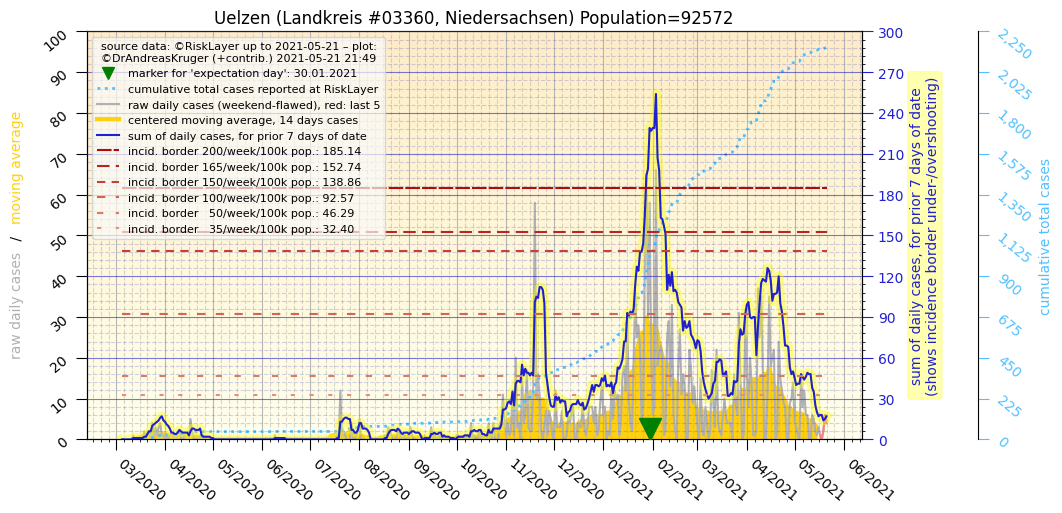 Uelzen (Landkreis #03360, Niedersachsen) Population=92572
source data: ©RiskLayer up to 2021-05-21 – plot:
©DrAndreasKruger (+contrib.) 2021-05-21 21:49
marker for 'expectation day': 30.01.2021
cumulative total cases reported at RiskLayer
raw daily cases (weekend-flawed), red: last 5
centered moving average, 14 days cases
sum of daily cases, for prior 7 days of date
incid. border 200/week/100k pop.: 185.14
incid. border 165/week/100k pop.: 152.74
incid. border 150/week/100k pop.: 138.86
incid. border 100/week/100k pop.: 92.57
incid. border   50/week/100k pop.: 46.29
incid. border   35/week/100k pop.: 32.40
raw daily cases / moving average
100
90
80
70
60
50
40
30
20
10
0
03/2020
04/2020
05/2020
06/2020
07/2020
08/2020
09/2020
10/2020
11/2020
12/2020
01/2021
02/2021
03/2021
04/2021
05/2021
06/2021
300
270
240
210
180
150
120
90
60
30
0
sum of daily cases, for prior 7 days of date
(shows incidence border under-/overshooting)
2,250
2,025
1,800
1,575
1,350
1,125
900
675
450
225
0
cumulative total cases